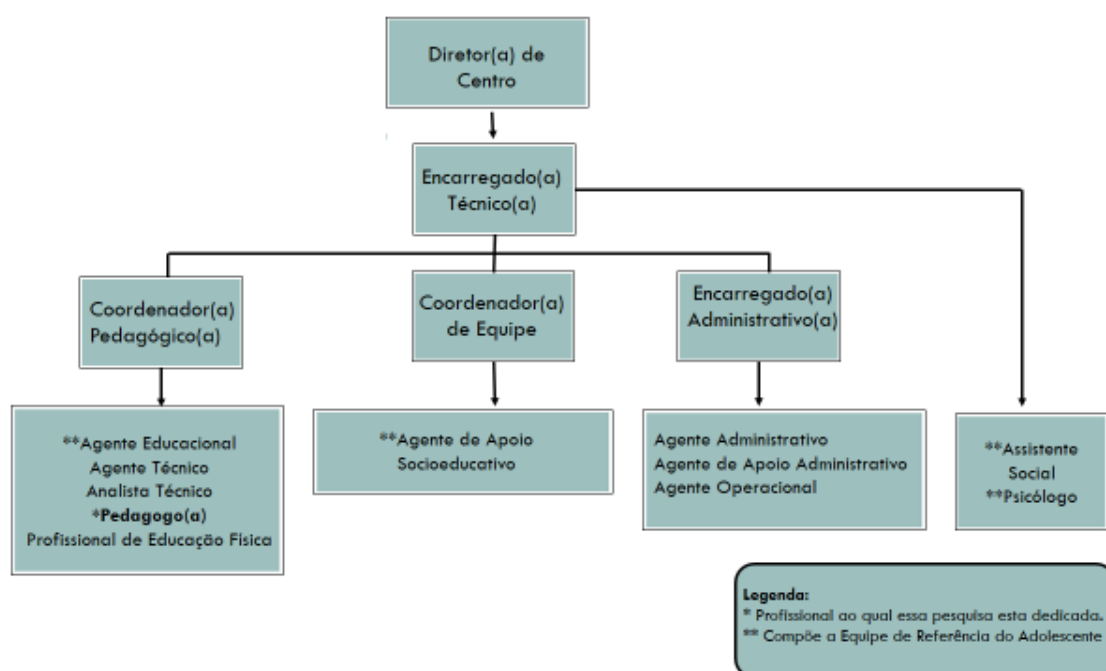 Diretor(a) de
Centro
Encarregado(a)
Técnico(a)
Coordenador(a)
Pedagógico(a)
Coordenador(a)
de Equipe
Encarregado(a)
Administrativo(a)
**Agente Educacional
Agente Técnico
Analista Técnico
*Pedagogo(a)
Profissional de Educação Física
**Agente de Apoio
Socioeducativo
Agente Administrativo
Agente de Apoio Administrativo
Agente Operacional
**Assistente
Social
**Psicólogo
Legenda:
* Profissional ao qual essa pesquisa esta dedicada.
** Compõe a Equipe de Referência do Adolescente